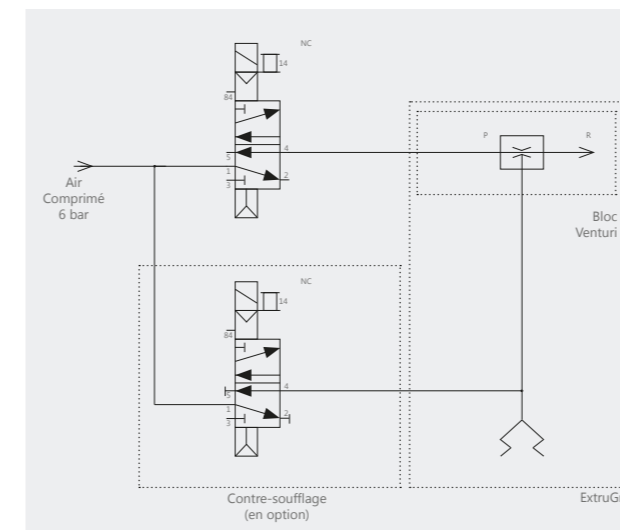 NC
14
84
5
4
1
3
2
P
R
Air
Comprimé
6 bar
Bloc
Venturi
NC
14
84
5
4
1
3
2
Contre-soufflage
(en option)